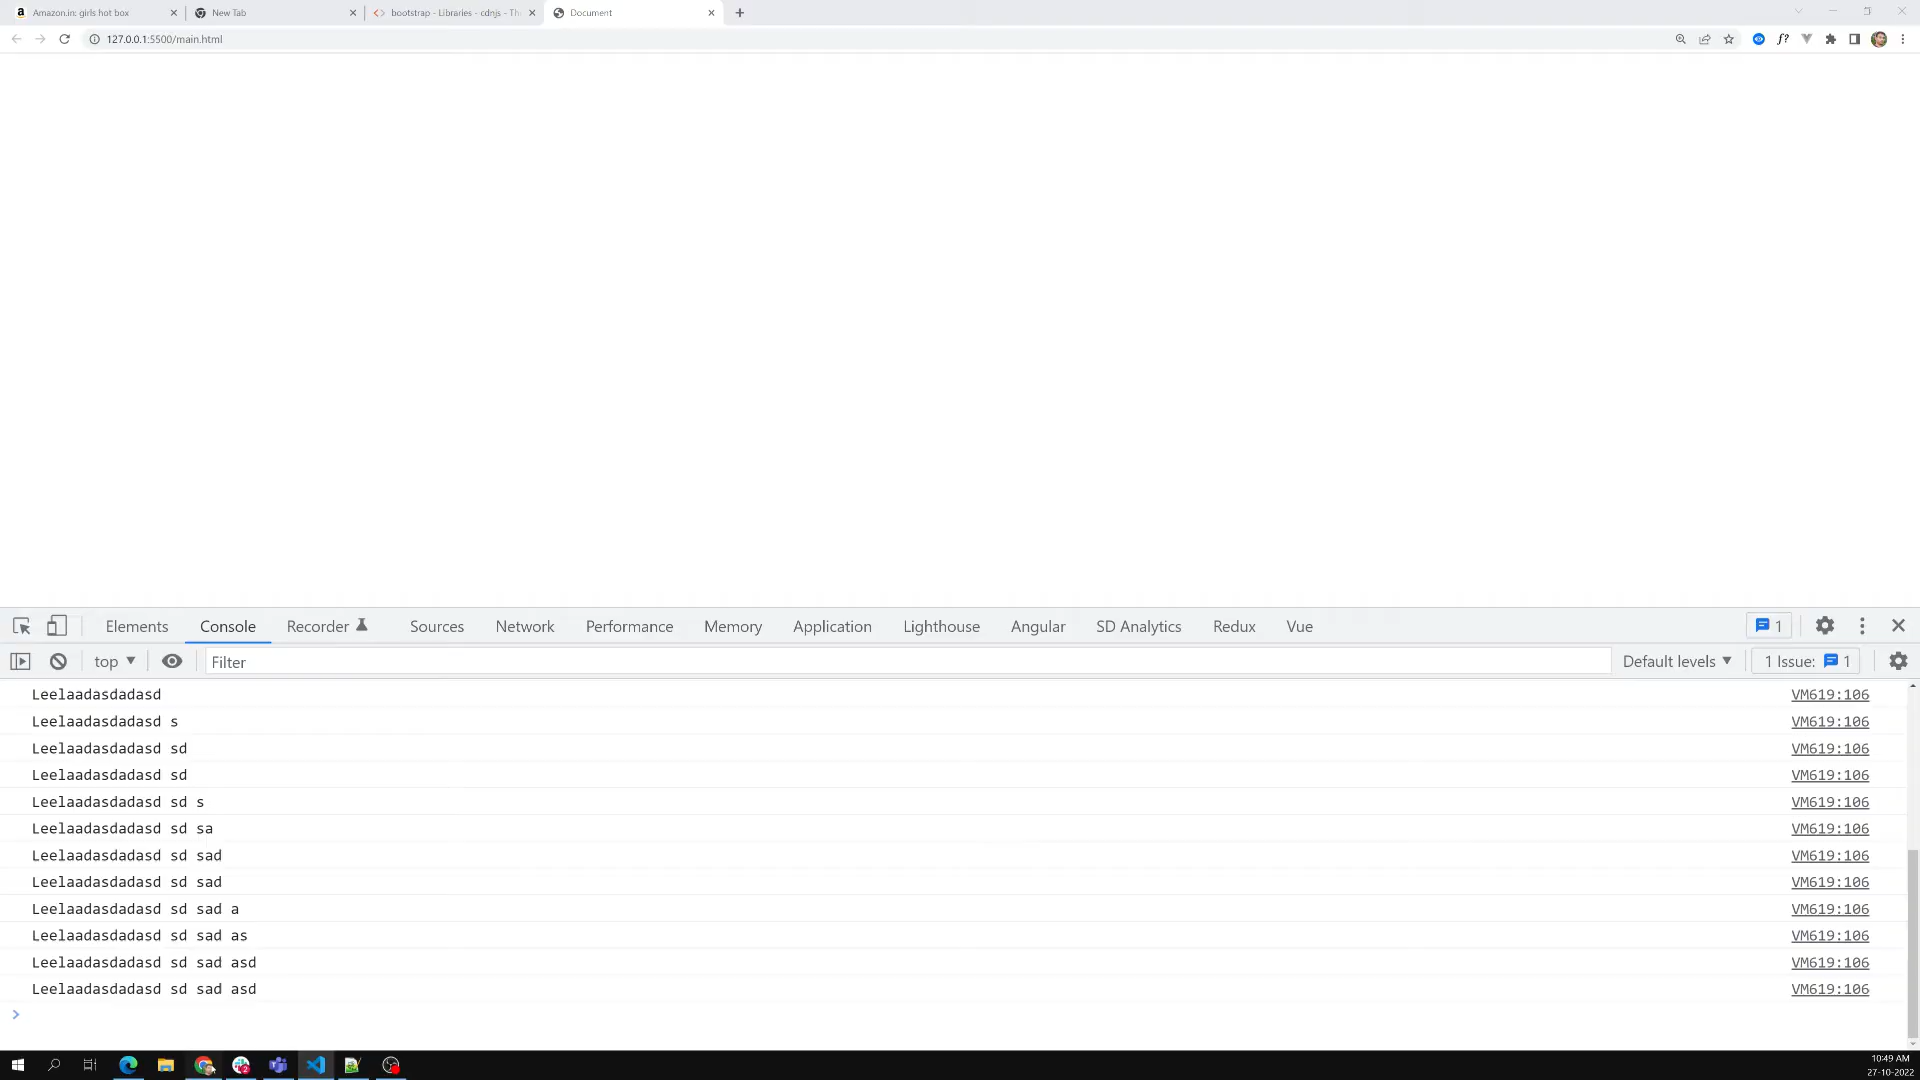 Amazon.in: girls hot box
New Tab
bootstrap - Libraries - cdnjs - Th
Document
127.0.0.1:5500/main.html
Elements
Console
Recorder
Sources
Network
Performance
Memory
Application
Lighthouse
Angular
SD Analytics
Redux
Vue
1
top
Filter
Default levels
1 Issue: 1
Leelaadasdadasd VM619:106
Leelaadasdadasd s VM619:106
Leelaadasdadasd sd VM619:106
Leelaadasdadasd sd VM619:106
Leelaadasdadasd sd s VM619:106
Leelaadasdadasd sd sa VM619:106
Leelaadasdadasd sd sad VM619:106
Leelaadasdadasd sd sad VM619:106
Leelaadasdadasd sd sad a VM619:106
Leelaadasdadasd sd sad as VM619:106
Leelaadasdadasd sd sad asd VM619:106
Leelaadasdadasd sd sad asd VM619:106
>
10:49 AM
27-10-2022